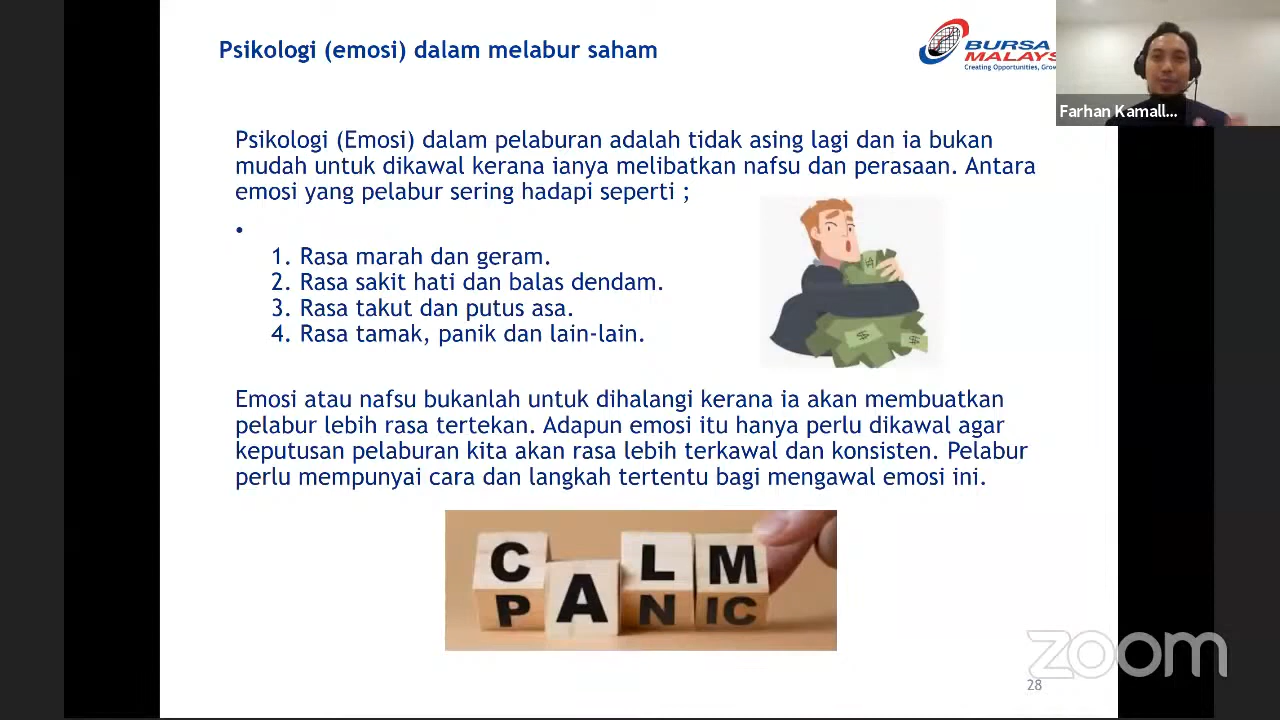 Psikologi (emosi) dalam melabur saham
BURSA
MALAYS
Creating Opportunities, Grow
Farhan Kamall...
Psikologi (Emosi) dalam pelaburan adalah tidak asing lagi dan ia bukan
mudah untuk dikawal kerana ianya melibatkan nafsu dan perasaan. Antara
emosi yang pelabur sering hadapi seperti ;
•
1. Rasa marah dan geram.
2. Rasa sakit hati dan balas dendam.
3. Rasa takut dan putus asa.
4. Rasa tamak, panik dan lain-lain.
$
$
$
Emosi atau nafsu bukanlah untuk dihalangi kerana ia akan membuatkan
pelabur lebih rasa tertekan. Adapun emosi itu hanya perlu dikawal agar
keputusan pelaburan kita akan rasa lebih terkawal dan konsisten. Pelabur
perlu mempunyai cara dan langkah tertentu bagi mengawal emosi ini.
C A L M
P N IC
zoom
28